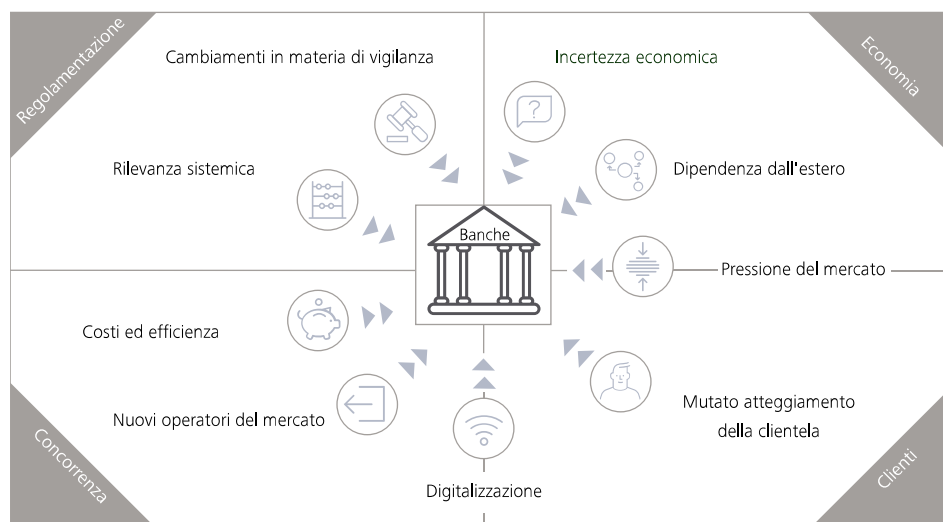 Regolamentazione
Cambiamenti in materia di vigilanza
Incertezza economica
Economia
?
Rilevanza sistemica
Dipendenza dall'estero
Banche
Pressione del mercato
Costi ed efficienza
Nuovi operatori del mercato
Mutato atteggiamento
della clientela
Concorrenza
Digitalizzazione
Clienti